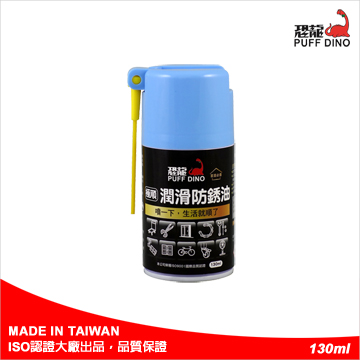 恐龍
PUFF DINO
恐龍
PUFF DINO
極順
潤滑防銹油
噴一下，生活就順了
130ml
MADE IN TAIWAN
ISO認證大廠出品，品質保證
130ml